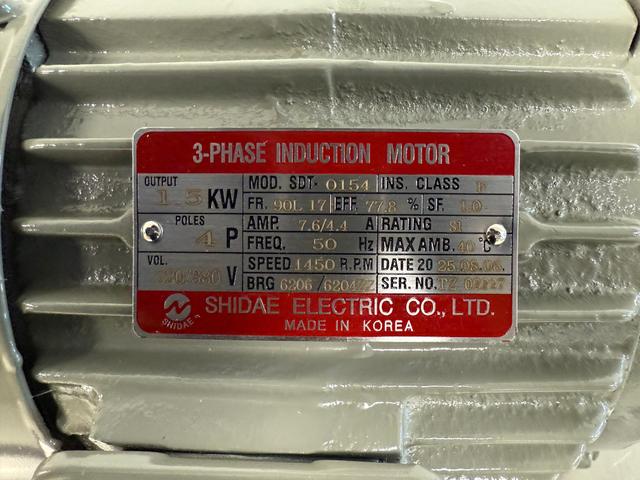 3-PHASE INDUCTION MOTOR
OUTPUT 1.5 KW
MOD. SDT- 0154 INS. CLASS F
FR. 90L 17 EFF. 77.8 % SF. 1.0
POLES 4 P
AMP. 7.6/4.4 A RATING S1
FREQ. 50 Hz MAX AMB. 40 °C
VOL. V
SPEED 1450 R.P.M DATE 20 25.06.06.
BRG 6206 /6204ZZ SER. NO.
SHIDAE
SHIDAE ELECTRIC CO., LTD.
MADE IN KOREA